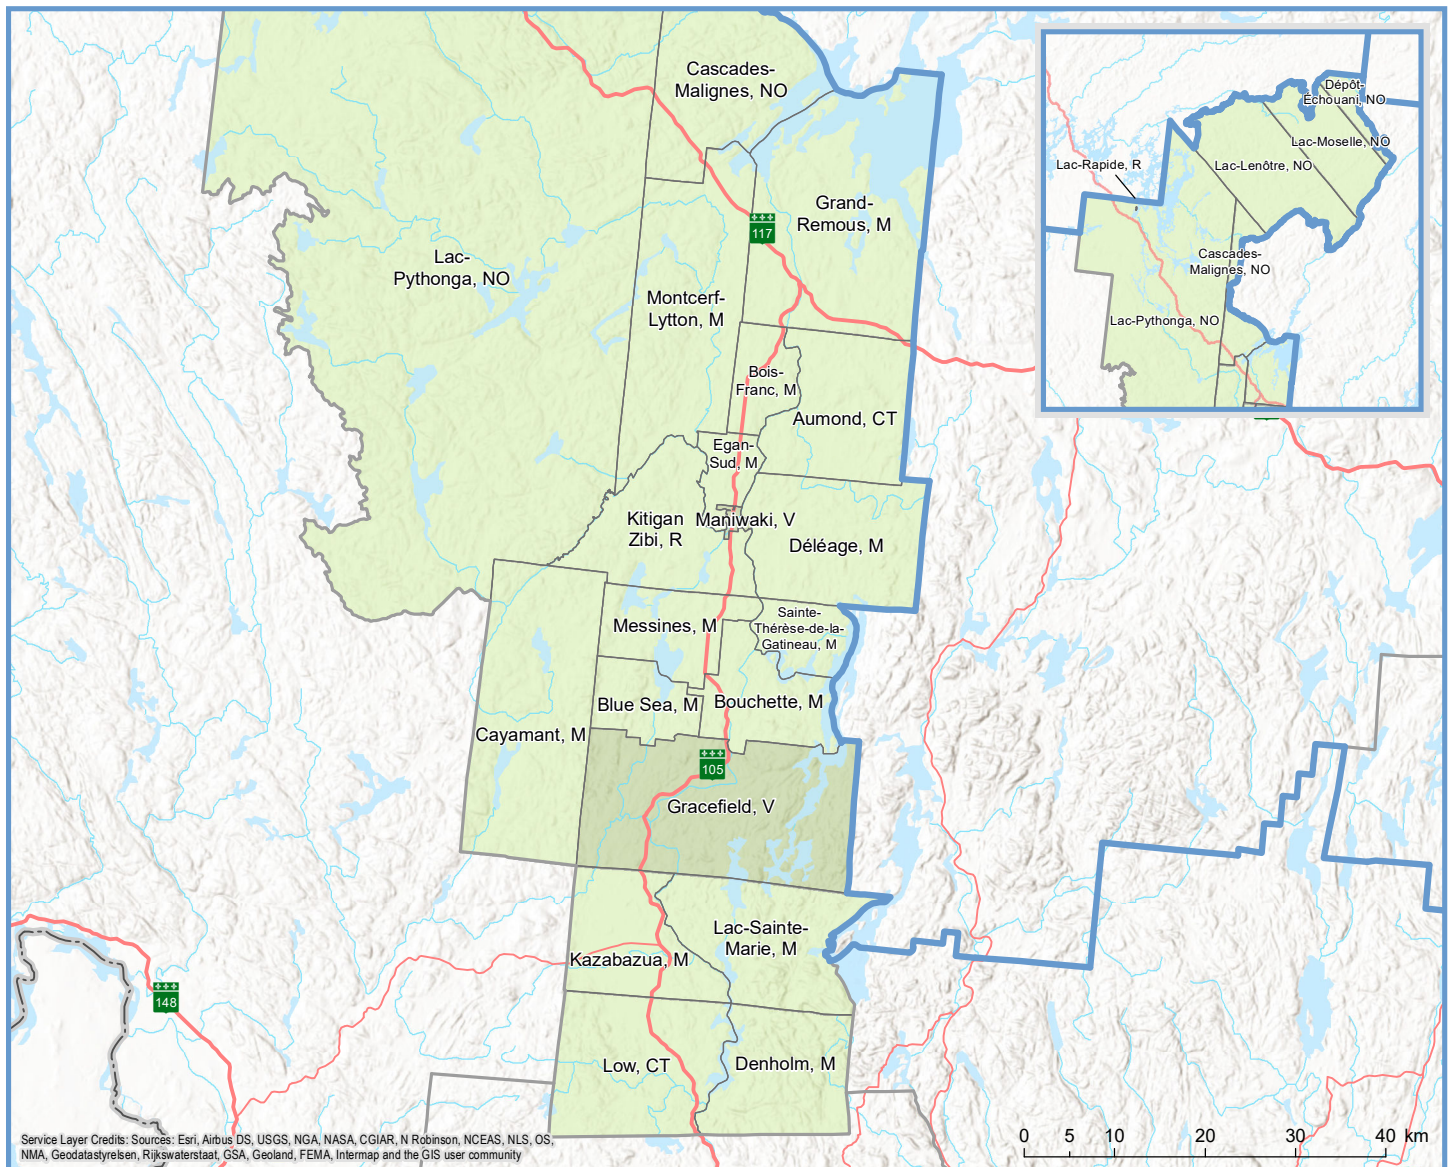 Cascades-
Malignes, NO
Grand-
Remous, M
117
Lac-
Pythonga, NO
Montcerf-
Lytton, M
Bois-
Franc, M
Aumond, CT
Egan-
Sud, M
Kitigan
Zibi, R
Maniwaki, V
Déléage, M
Messines, M
Sainte-
Thérèse-de-la-
Gatineau, M
Blue Sea, M
Bouchette, M
Cayamant, M
105
Gracefield, V
Lac-Sainte-
Marie, M
Kazabazua, M
148
Low, CT
Denholm, M
Dépôt-
Échouani, NO
Lac-Moselle, NO
Lac-Lenôtre, NO
Lac-Rapide, R
Cascades-
Malignes, NO
Lac-Pythonga, NO
Service Layer Credits: Sources: Esri, Airbus DS, USGS, NGA, NASA, CGIAR, N Robinson, NCEAS, NLS, OS,
NMA, Geodatastyrelsen, Rijkswaterstaat, GSA, Geoland, FEMA, Intermap and the GIS user community
0 5 10 20 30 40 km